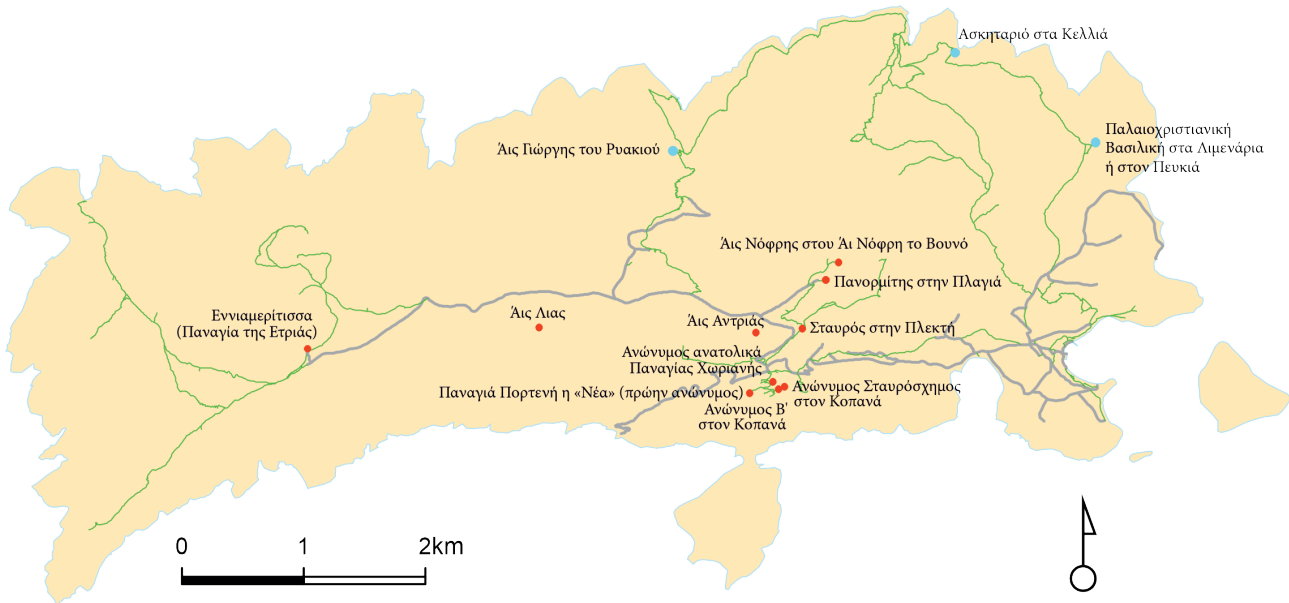 Ασκηταριό στα Κελλιά
Παλαιοχριστιανική
Βασιλική στα Λιμενάρια
ή στον Πευκιά
Άις Γιώργης του Ρυακιού
Άις Νόφρης στου Άι Νόφρη το Βουνό
Πανορμίτης στην Πλαγιά
Εννιαμερίτισσα
(Παναγία της Ετριάς)
Άις Λιας
Άις Αντριάς
Σταυρός στην Πλεκτή
Ανώνυμος ανατολικά
Παναγίας Χωριανής
Παναγιά Πορτενή η «Νέα» (πρώην ανώνυμος)
Ανώνυμος Σταυρόσχημος
στον Κοπανά
Ανώνυμος Β'
στον Κοπανά
0 1 2km